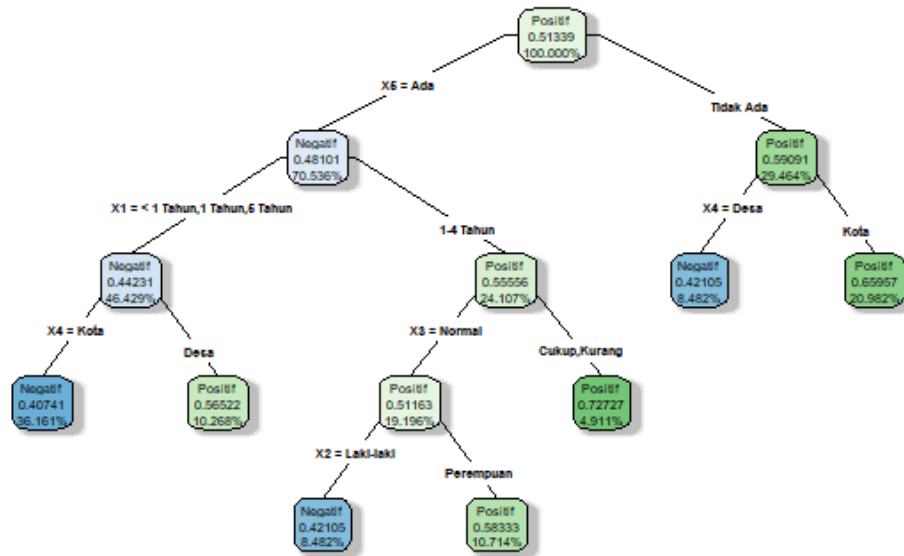 Positif
0.51339
100.000%
X5 = Ada
Tidak Ada
Negatif
0.48101
70.536%
Positif
0.59091
29.464%
X1 = < 1 Tahun,1 Tahun,5 Tahun
1-4 Tahun
X4 = Desa
Kota
Negatif
0.44231
46.429%
Positif
0.55556
24.107%
Negatif
0.42105
8.482%
Positif
0.65957
20.982%
X4 = Kota
Desa
X3 = Normal
Cukup,Kurang
Negatif
0.40741
36.161%
Positif
0.56522
10.268%
Positif
0.51163
19.196%
Positif
0.72727
4.911%
X2 = Laki-laki
Perempuan
Negatif
0.42105
8.482%
Positif
0.58333
10.714%